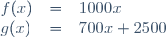 f(x) = 1000x
g(x) = 700x + 2500